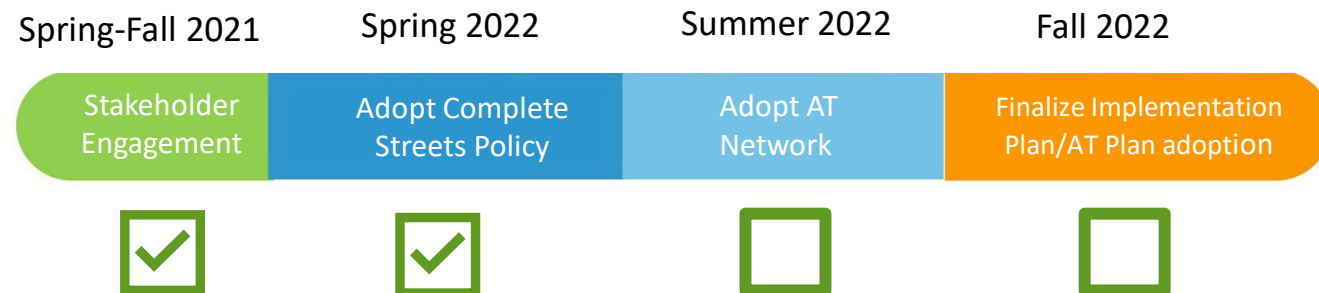 Spring-Fall 2021
Spring 2022
Summer 2022
Fall 2022
Stakeholder
Engagement
Adopt Complete
Streets Policy
Adopt AT
Network
Finalize Implementation
Plan/AT Plan adoption